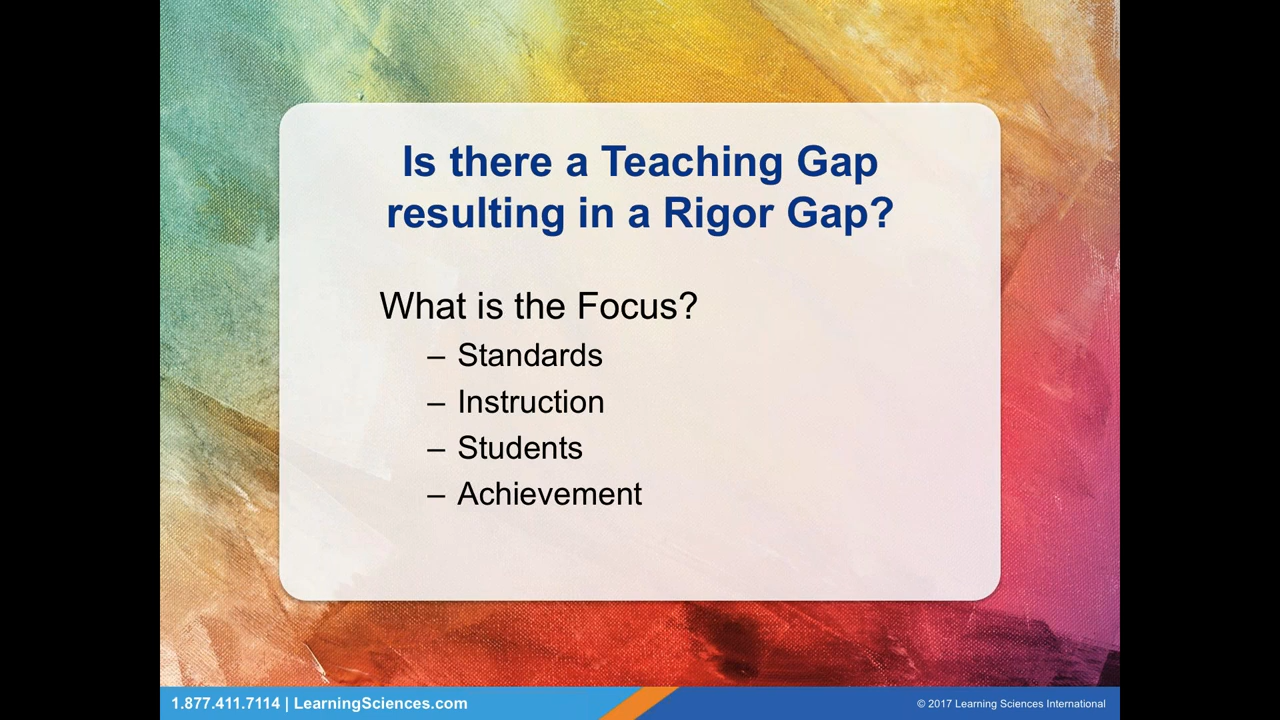 Is there a Teaching Gap
resulting in a Rigor Gap?
What is the Focus?
– Standards
– Instruction
– Students
– Achievement
1.877.411.7114 | LearningSciences.com
© 2017 Learning Sciences International